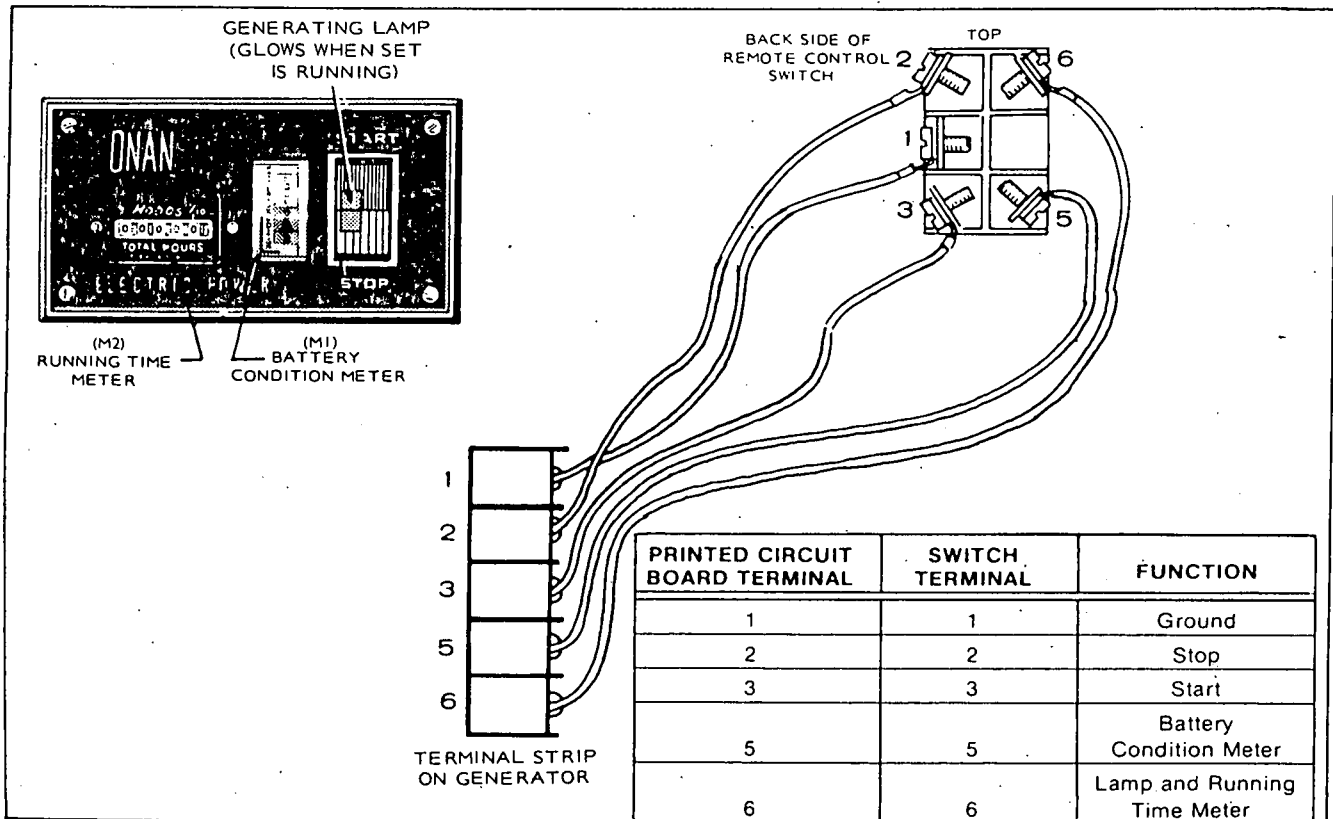 GENERATING LAMP
(GLOWS WHEN SET
IS RUNNING)
ONAN
START
TOTAL HOURS
ELECTRIC POWER
STOP
(M2)
RUNNING TIME
METER
(M1)
BATTERY
CONDITION METER
BACK SIDE OF
REMOTE CONTROL
SWITCH
TOP
2
6
1
3
5
1
2
3
5
6
TERMINAL STRIP
ON GENERATOR
PRINTED CIRCUIT BOARD TERMINAL SWITCH TERMINAL FUNCTION
1 1 Ground
2 2 Stop
3 3 Start
5 5 Battery Condition Meter
6 6 Lamp and Running Time Meter